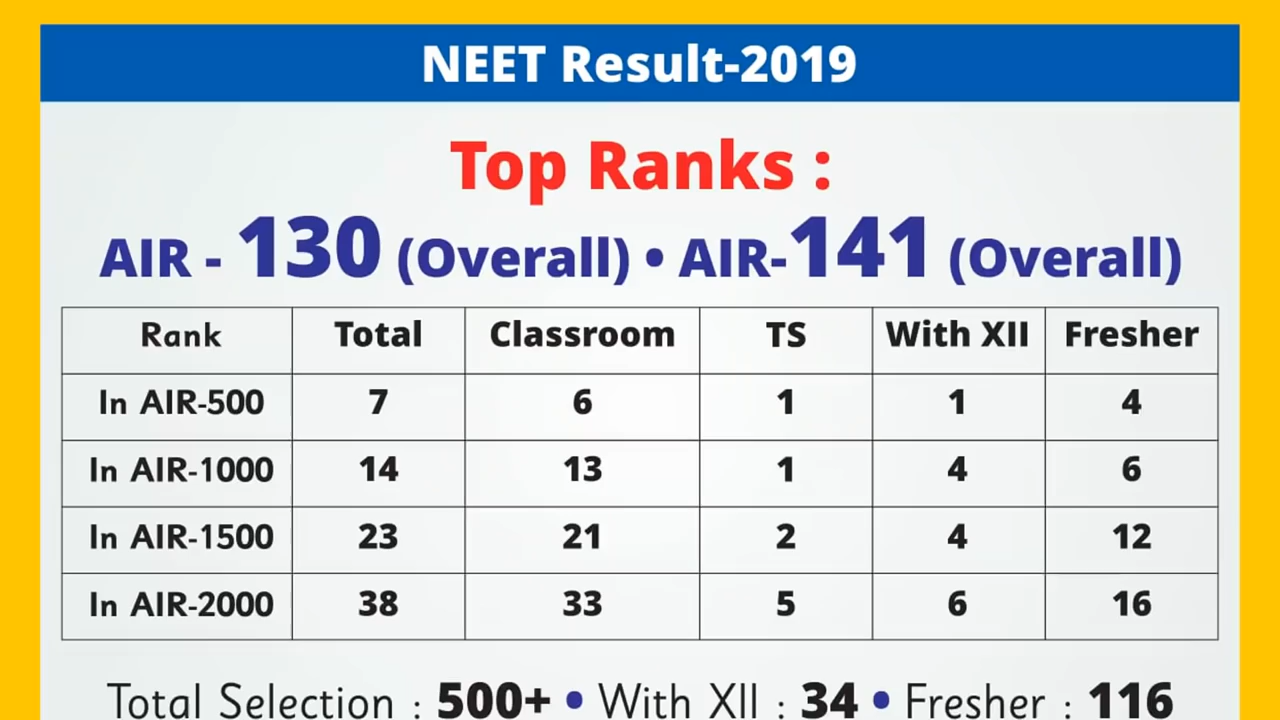 NEET Result-2019
Top Ranks :
AIR - 130 (Overall) • AIR-141 (Overall)
Rank Total Classroom TS With XII Fresher
In AIR-500 7 6 1 1 4
In AIR-1000 14 13 1 4 6
In AIR-1500 23 21 2 4 12
In AIR-2000 38 33 5 6 16
Total Selection : 500+ • With XII : 34 • Fresher : 116